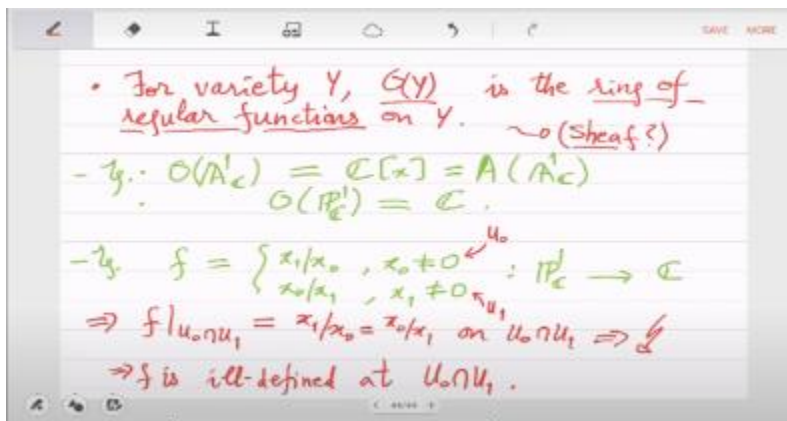 SAVE MORE
• For variety Y, O(Y) is the ring of
regular functions on Y. ~> (Sheaf?)
- Eg.: O(A¹_C) = C[x] = A(A¹_C)
O(P¹_C) = C.
- Eg. f = { x₁/x₀, x₀ ≠ 0 ← U₀
x₀/x₁, x₁ ≠ 0 ← U₁ : P¹_C → C
⇒ f|U₀∩U₁ = x₁/x₀ = x₀/x₁ on U₀∩U₁ ⇒ ↯
⇒ f is ill-defined at U₀∩U₁.